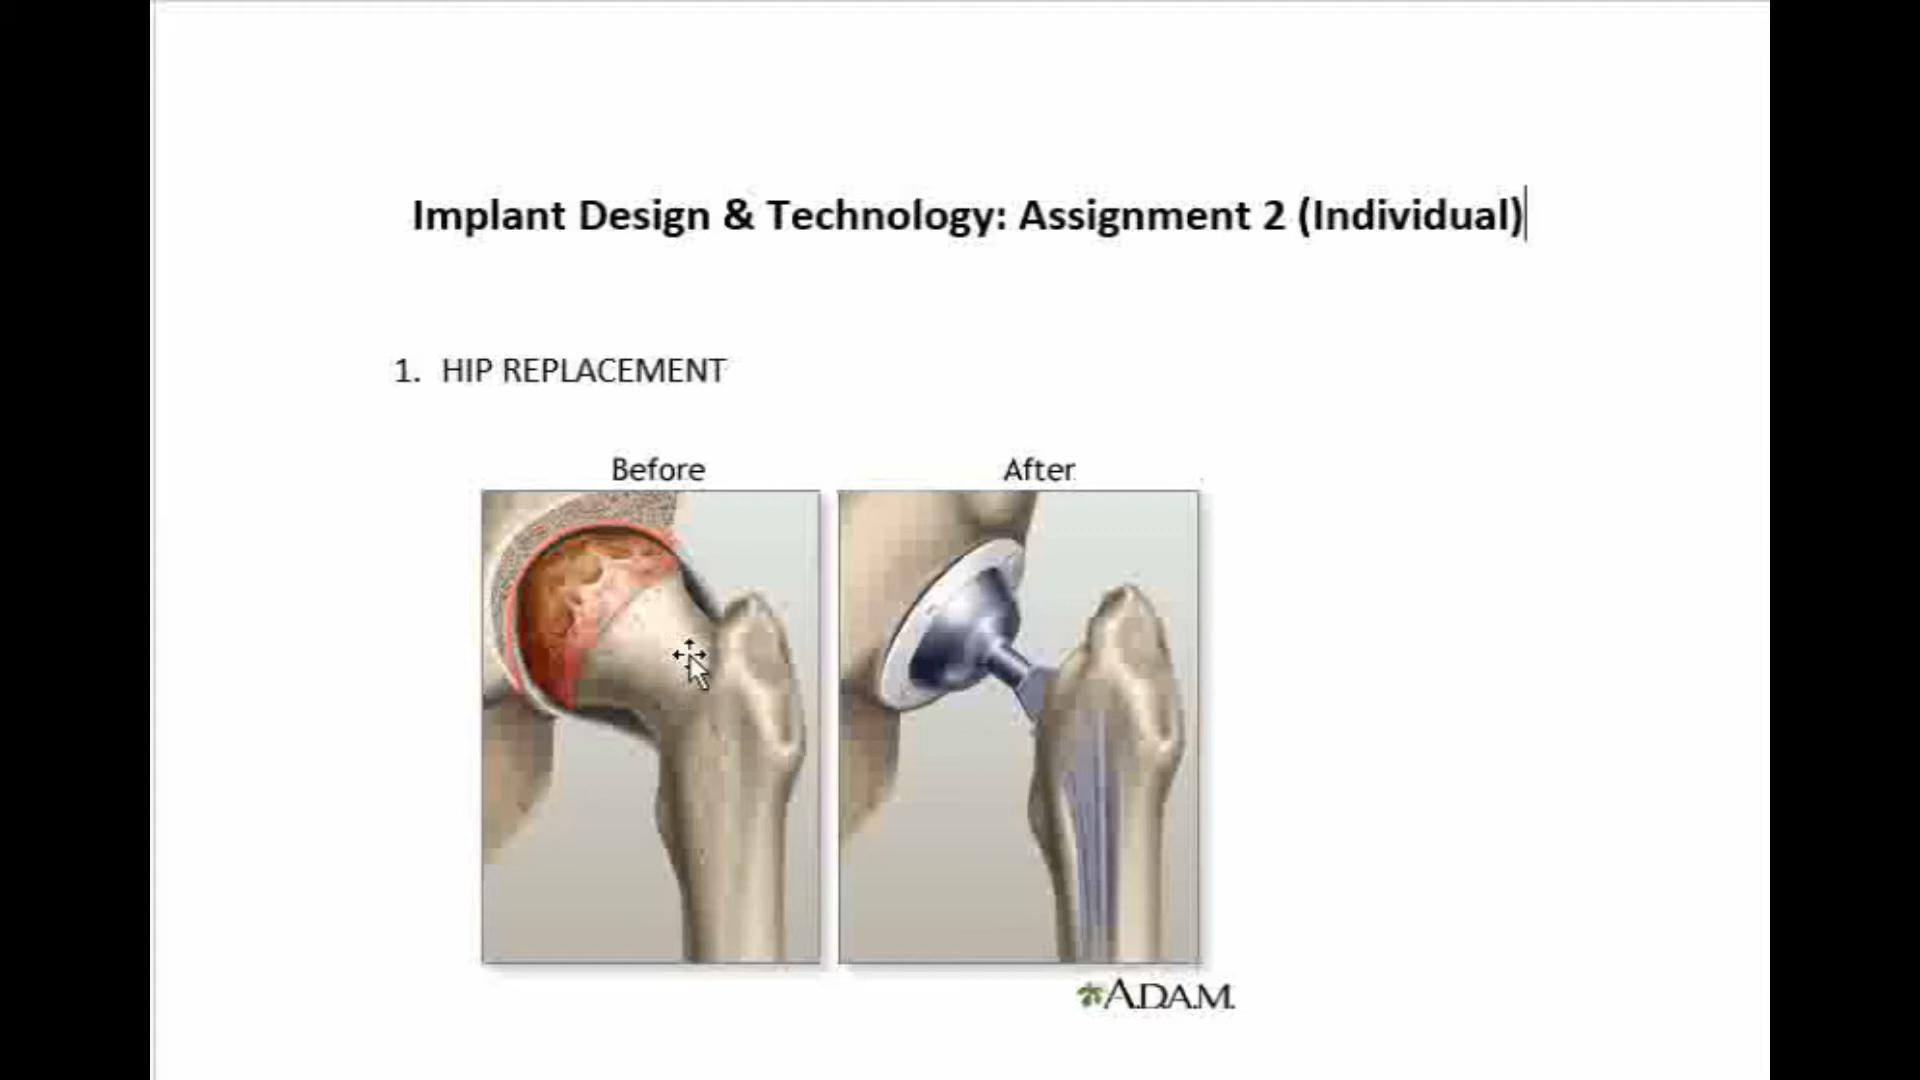 Implant Design & Technology: Assignment 2 (Individual)
1. HIP REPLACEMENT
Before After
A.D.A.M.